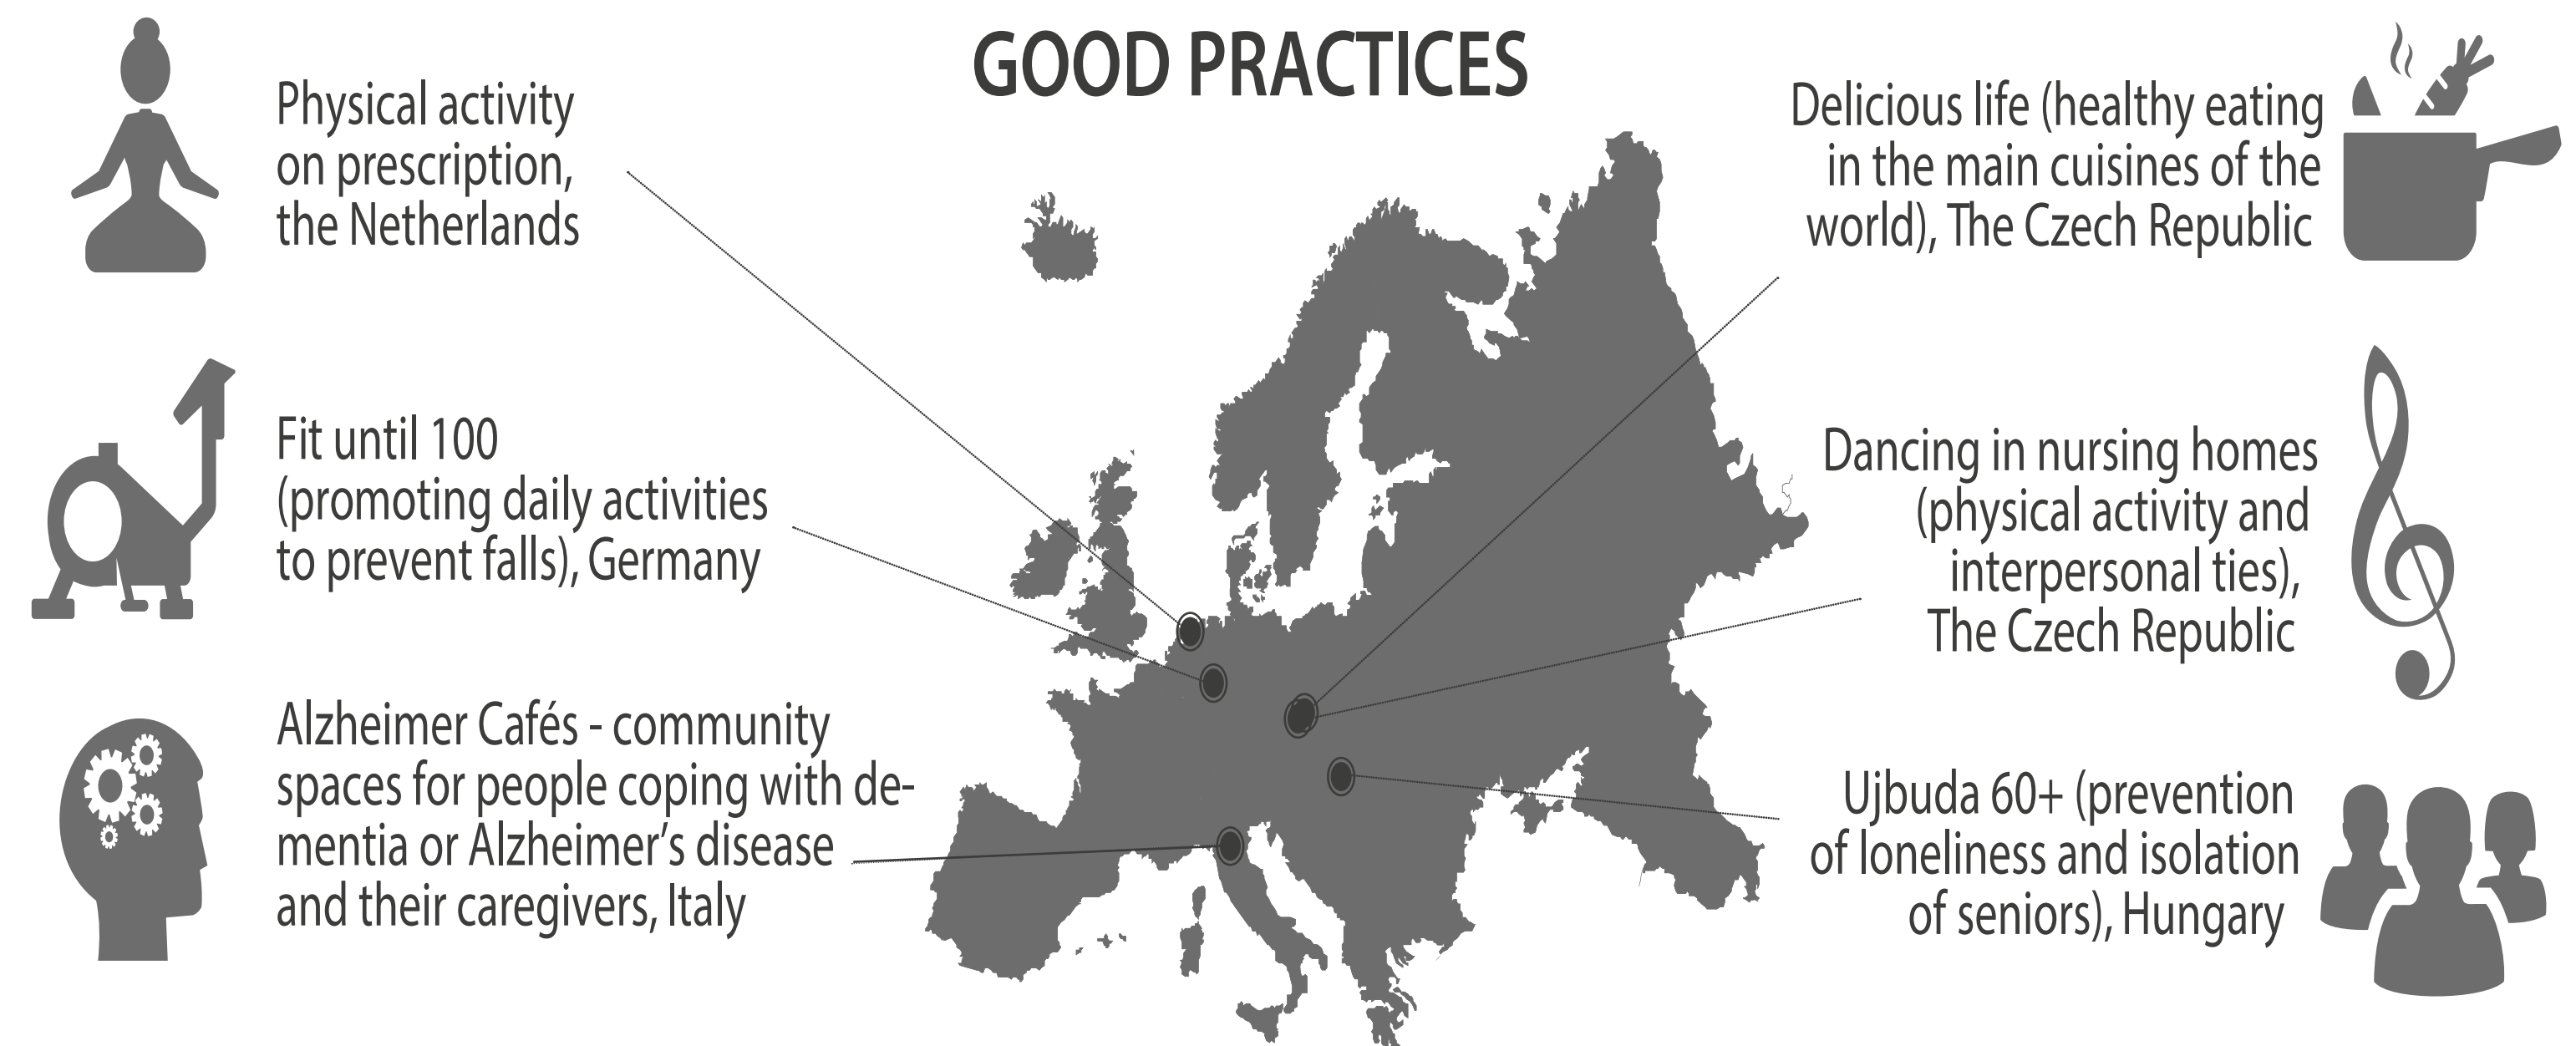 GOOD PRACTICES
Physical activity
on prescription,
the Netherlands
Fit until 100
(promoting daily activities
to prevent falls), Germany
Alzheimer Cafés - community
spaces for people coping with de-
mentia or Alzheimer's disease
and their caregivers, Italy
Delicious life (healthy eating
in the main cuisines of the
world), The Czech Republic
Dancing in nursing homes
(physical activity and
interpersonal ties),
The Czech Republic
Ujbuda 60+ (prevention
of loneliness and isolation
of seniors), Hungary